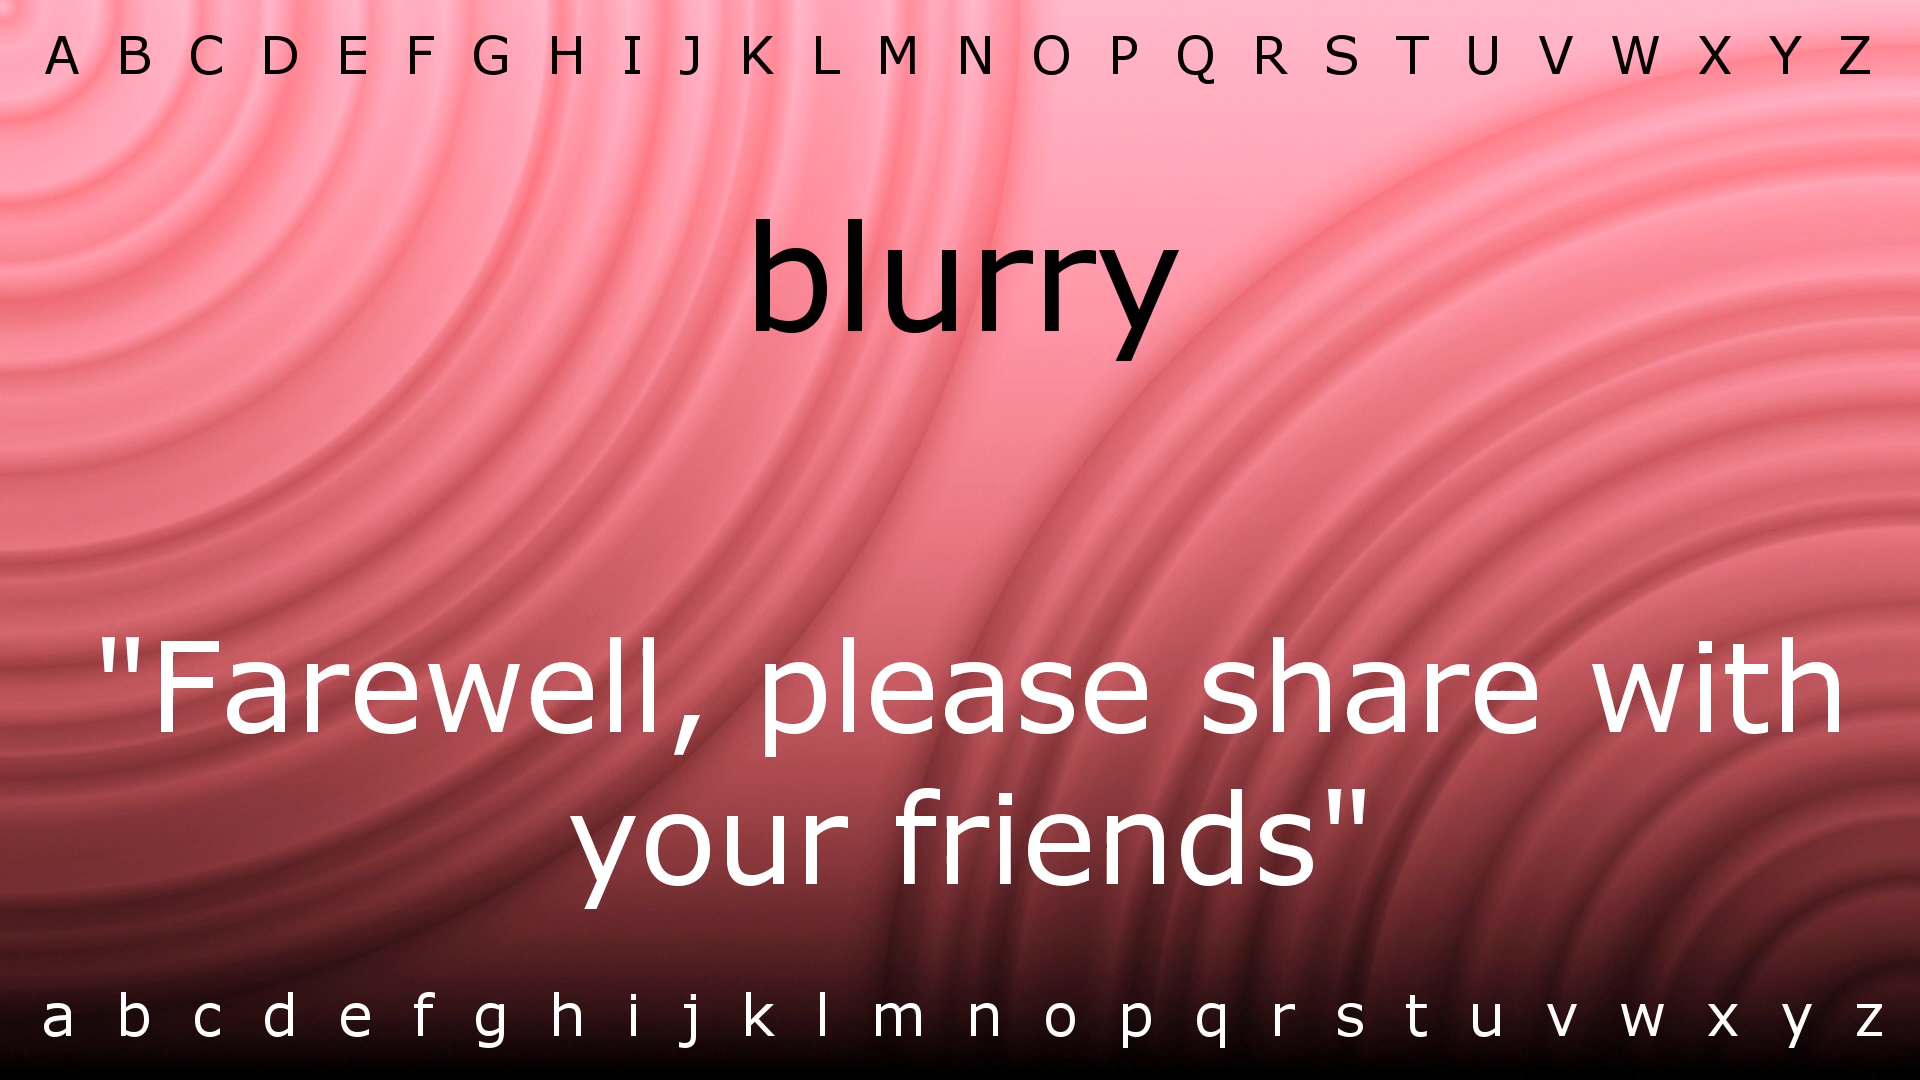 A B C D E F G H I J K L M N O P Q R S T U V W X Y Z
blurry
"Farewell, please share with
your friends"
a b c d e f g h i j k l m n o p q r s t u v w x y z